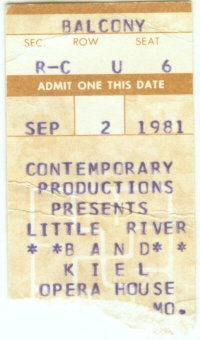 BALCONY
SEC. ROW SEAT
R-C U 6
ADMIT ONE THIS DATE
SEP 2 1981
CONTEMPORARY
PRODUCTIONS
PRESENTS
LITTLE RIVER
* *BAND* *
KIEL
OPERA HOUSE
MO.